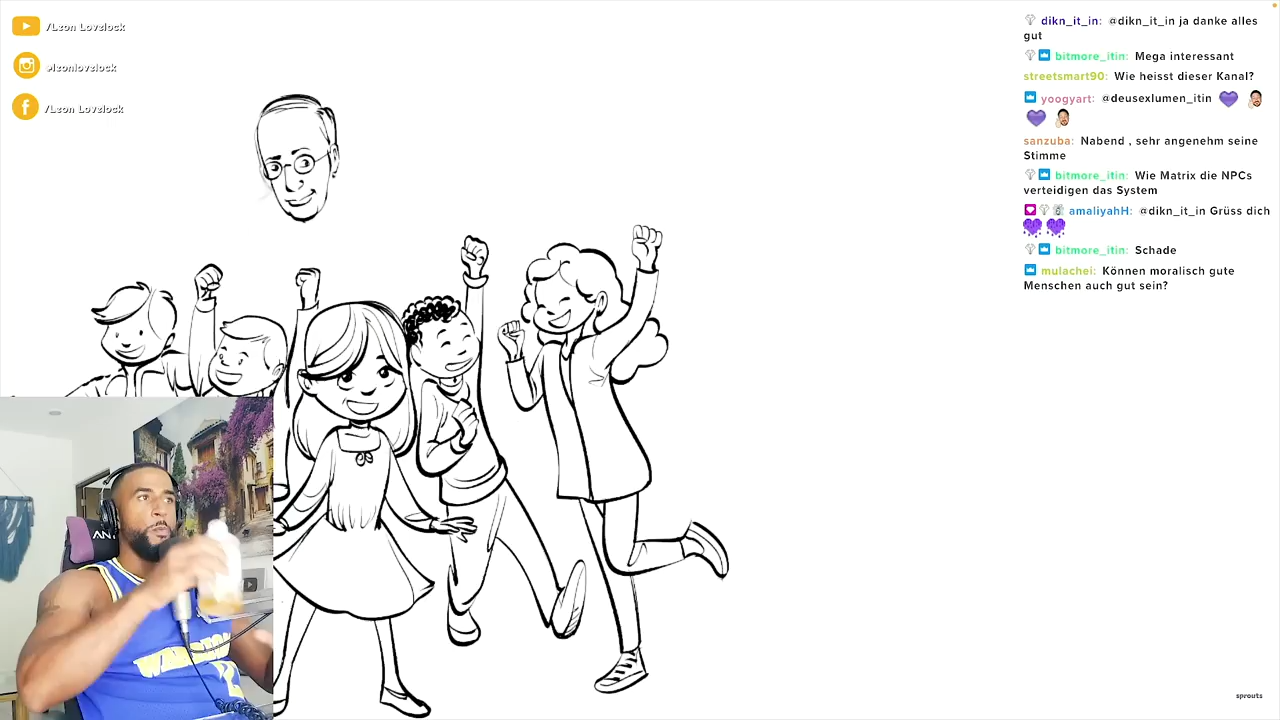 /Leon Lovelock
#leonlovelock
/Leon Lovelock
dikn_it_in: @dikn_it_in ja danke alles
gut
bitmore_itin: Mega interessant
streetsmart90: Wie heisst dieser Kanal?
yoogyart: @deusexlumen_itin
sanzuba: Nabend , sehr angenehm seine
Stimme
bitmore_itin: Wie Matrix die NPCs
verteidigen das System
amaliyahH: @dikn_it_in Grüss dich
bitmore_itin: Schade
mulachei: Können moralisch gute
Menschen auch gut sein?
sprouts